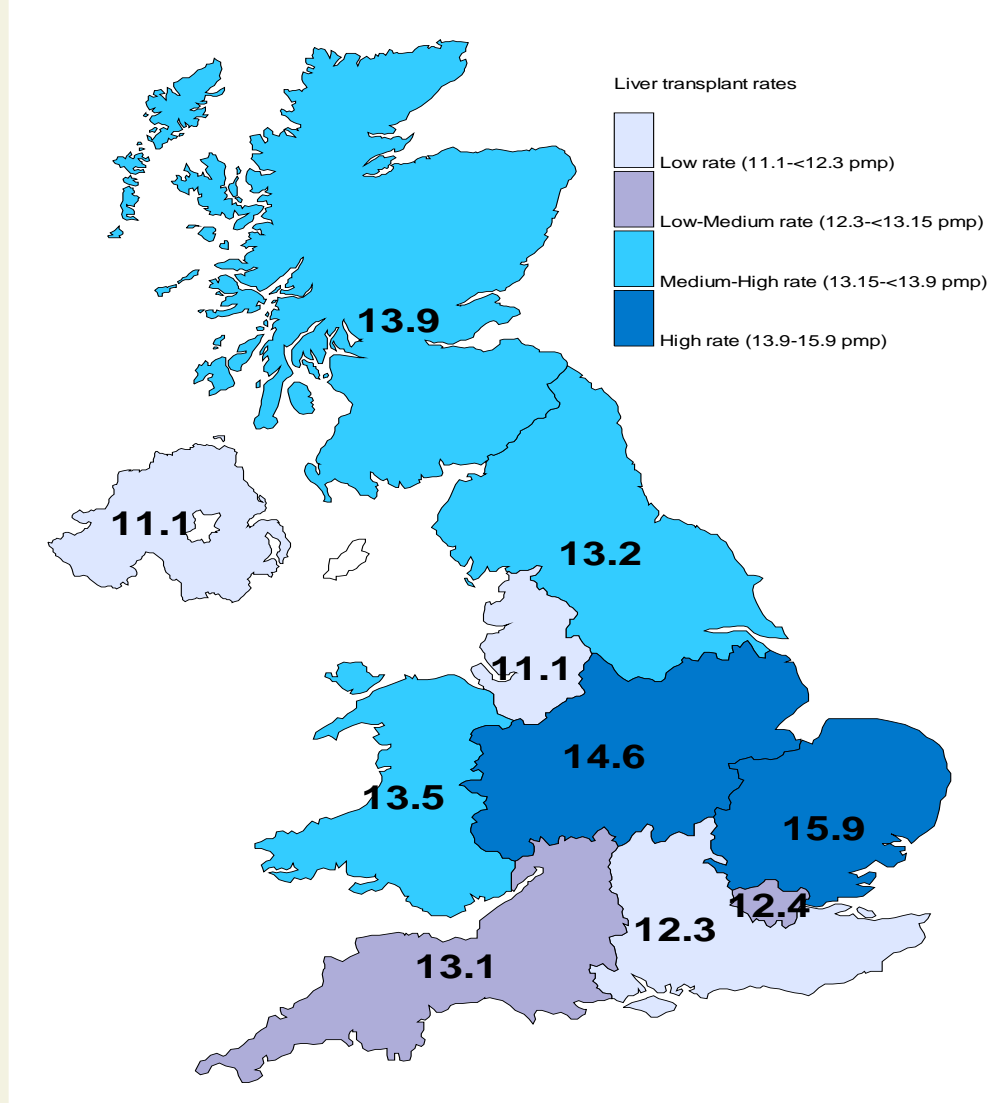 Liver transplant rates
Low rate (11.1-<12.3 pmp)
Low-Medium rate (12.3-<13.15 pmp)
Medium-High rate (13.15-<13.9 pmp)
High rate (13.9-15.9 pmp)
13.9
11.1
13.2
11.1
14.6
13.5
15.9
12.4
12.3
13.1